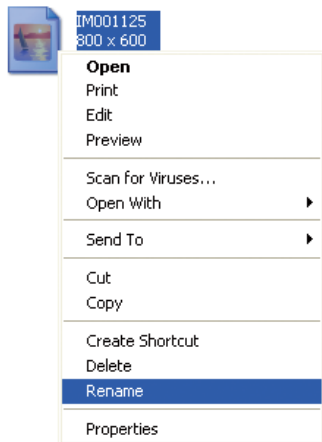 IM001125
800 x 600
Open
Print
Edit
Preview
Scan for Viruses...
Open With
Send To
Cut
Copy
Create Shortcut
Delete
Rename
Properties